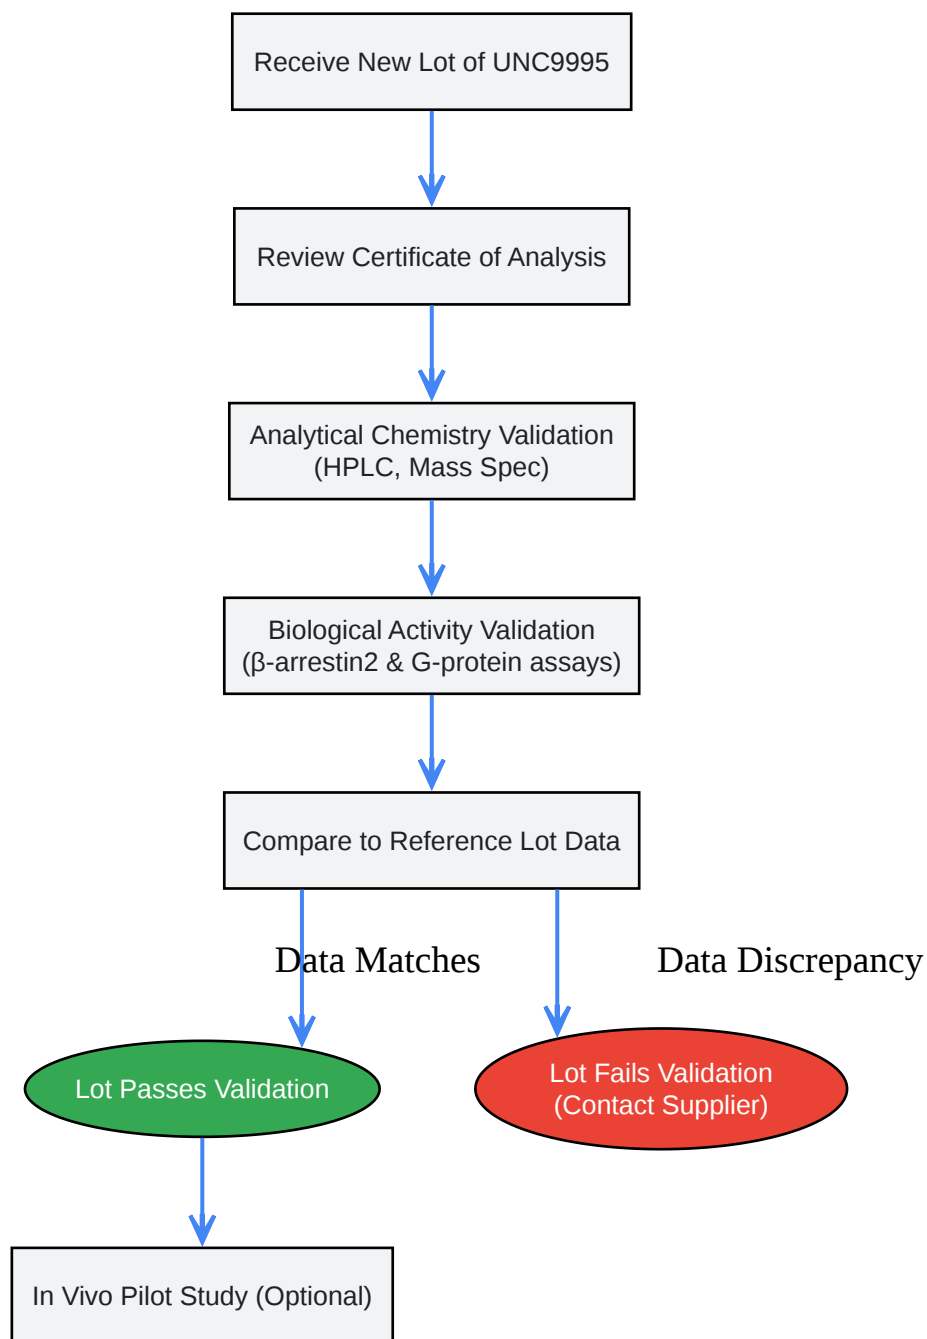 Receive New Lot of UNC9995
Review Certificate of Analysis
Analytical Chemistry Validation
(HPLC, Mass Spec)
Biological Activity Validation
(β-arrestin2 & G-protein assays)
Compare to Reference Lot Data
Data Matches
Data Discrepancy
Lot Passes Validation
Lot Fails Validation
(Contact Supplier)
In Vivo Pilot Study (Optional)